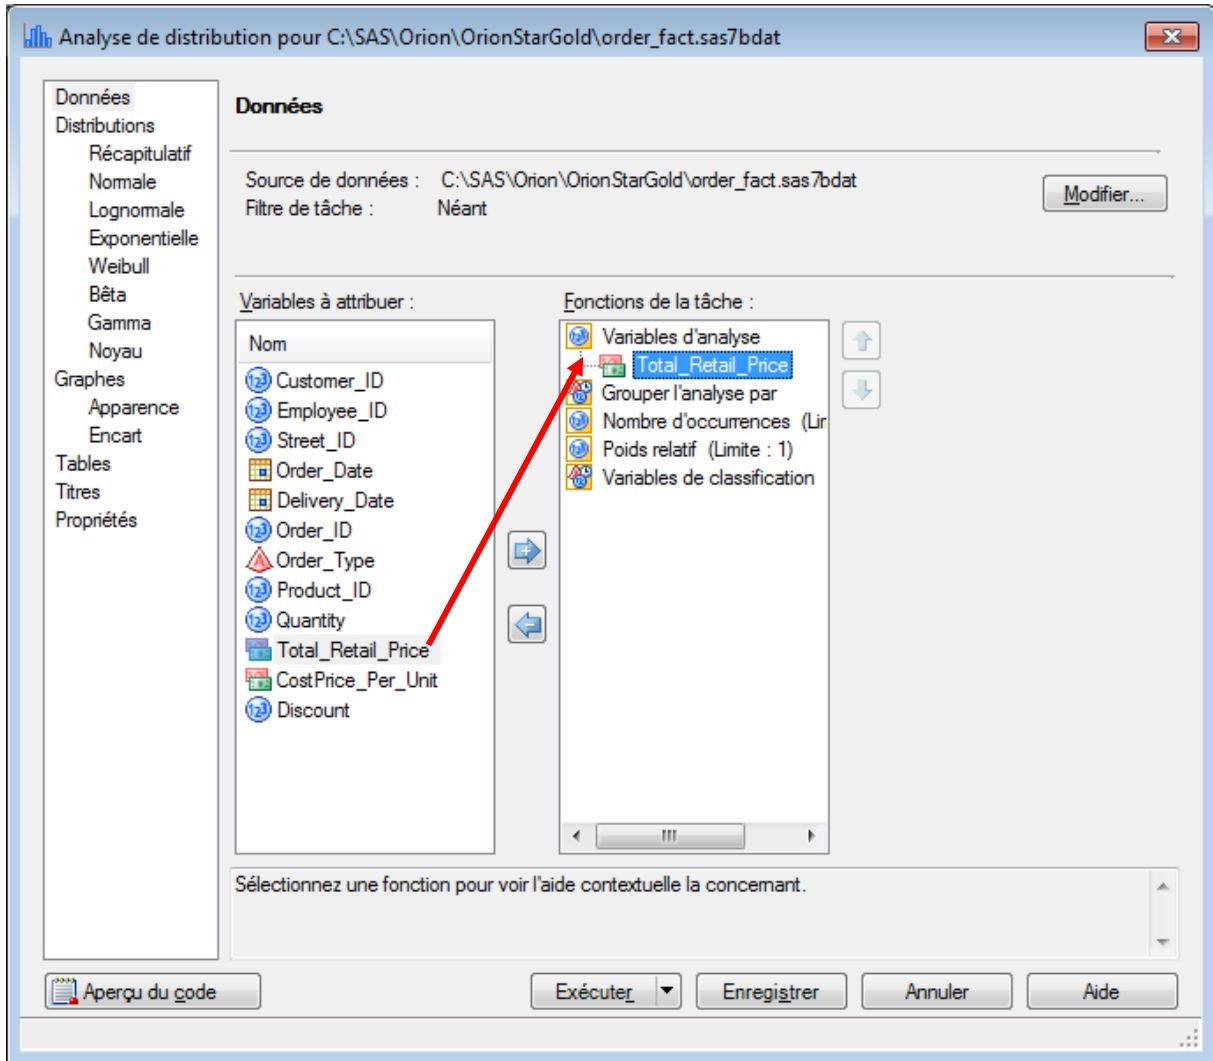 Analyse de distribution pour C:\SAS\Orion\OrionStarGold\order_fact.sas7bdat
Données
Distributions
Récapitulatif
Normale
Lognormale
Exponentielle
Weibull
Bêta
Gamma
Noyau
Graphes
Apparence
Encart
Tables
Titres
Propriétés
Données
Source de données : C:\SAS\Orion\OrionStarGold\order_fact.sas7bdat
Filtre de tâche : Néant
Modifier...
Variables à attribuer :
Nom
Customer_ID
Employee_ID
Street_ID
Order_Date
Delivery_Date
Order_ID
Order_Type
Product_ID
Quantity
Total_Retail_Price
CostPrice_Per_Unit
Discount
Fonctions de la tâche :
Variables d'analyse
Total_Retail_Price
Grouper l'analyse par
Nombre d'occurrences (Lir
Poids relatif (Limite : 1)
Variables de classification
Sélectionnez une fonction pour voir l'aide contextuelle la concernant.
Aperçu du code
Exécuter
Enregistrer
Annuler
Aide